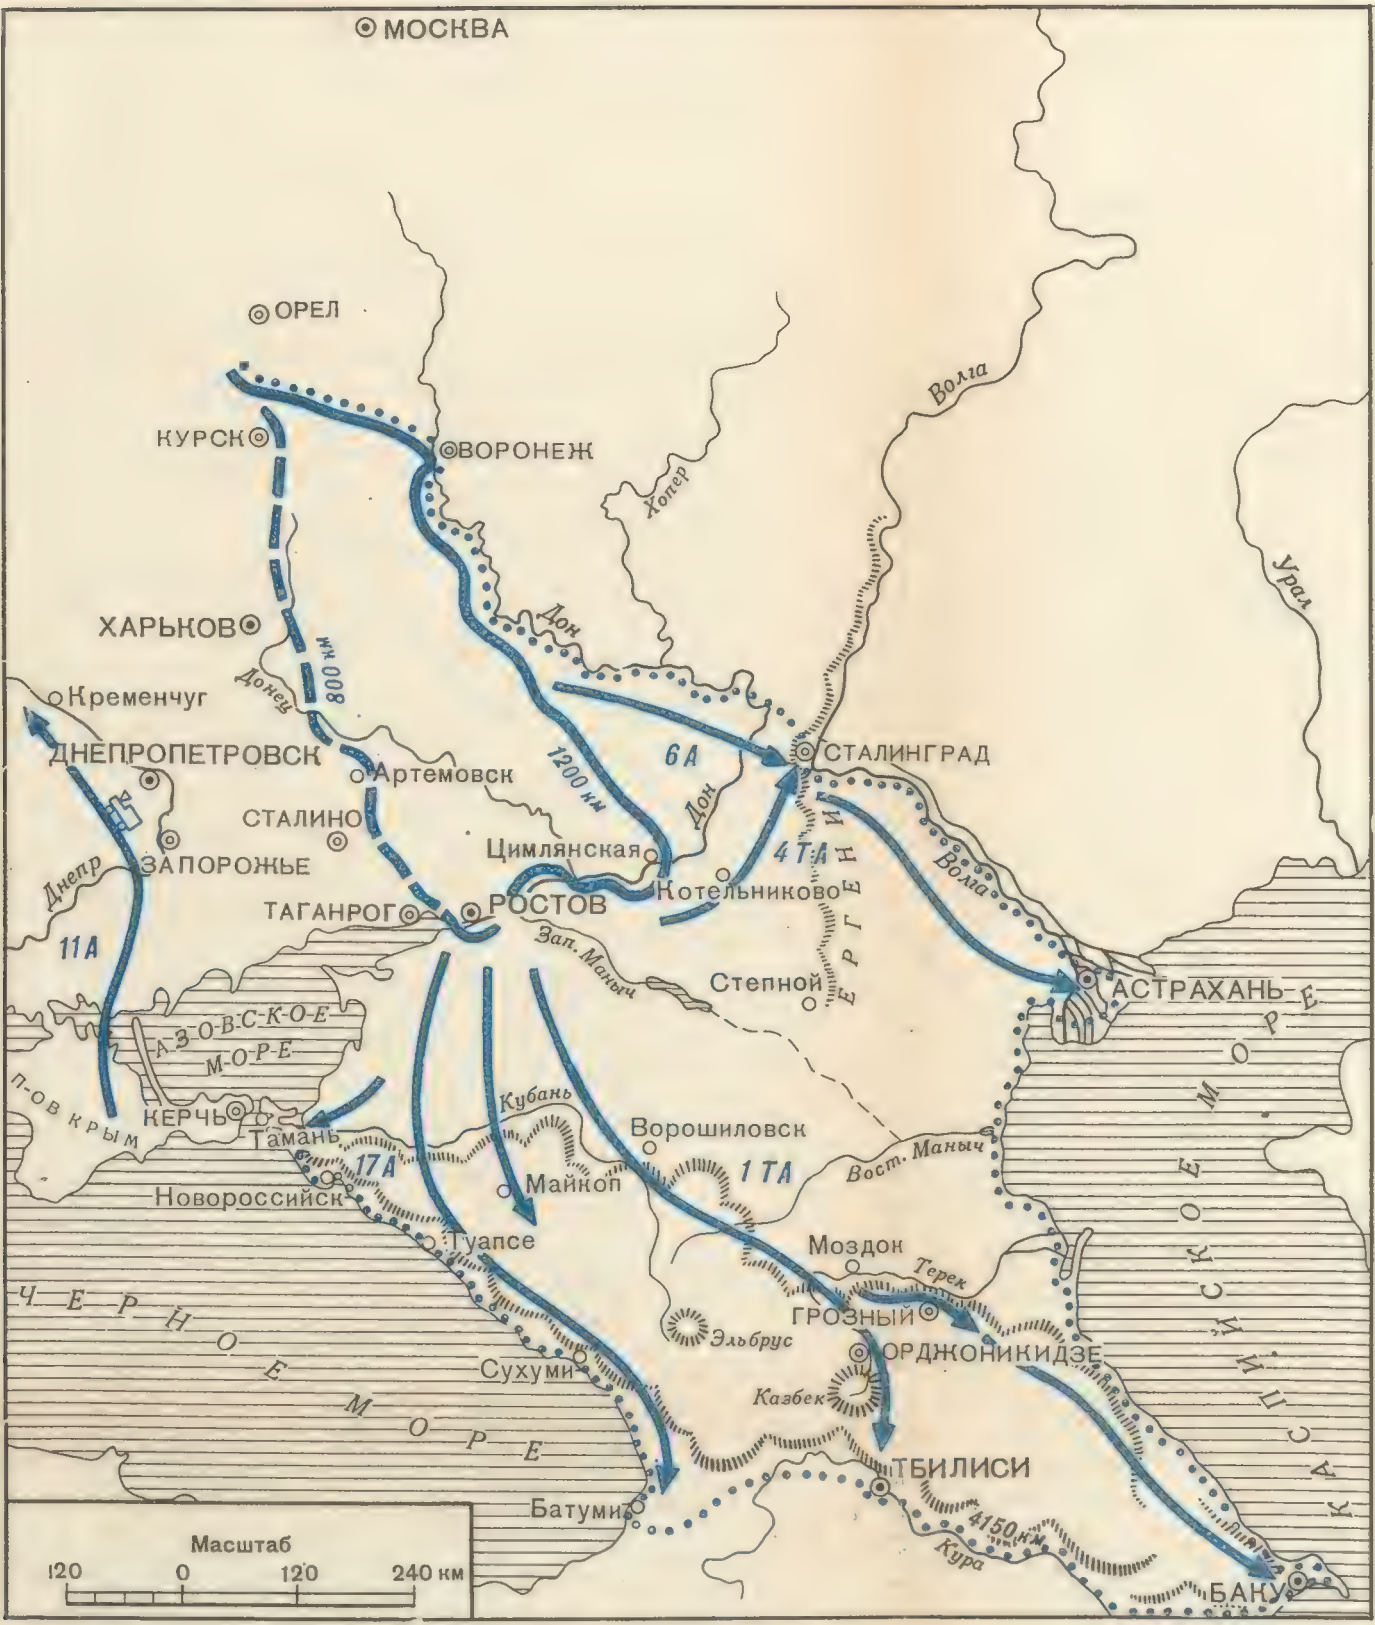 МОСКВА
ОРЕЛ
Волга
КУРСК
ВОРОНЕЖ
Хопер
Урал
ХАРЬКОВ
Дон
800 км
Донец
Кременчуг
ДНЕПРОПЕТРОВСК
6А
СТАЛИНГРАД
Артемовск
1200 км
Дон
СТАЛИНО
Цимлянская
4 ТА
ЗАПОРОЖЬЕ
Днепр
Котельниково
Волга
ЕРГЕНИ
ТАГАНРОГ
РОСТОВ
11А
Зап. Маныч
Степной
АСТРАХАНЬ
АЗОВСКОЕ
МОРЕ
П-ОВ КРЫМ
КЕРЧЬ
Тамань
Кубань
Ворошиловск
Вост. Маныч
17А
1 ТА
Майкоп
Новороссийск
Туапсе
Моздок
Терек
ГРОЗНЫЙ
Эльбрус
ОРДЖОНИКИДЗЕ
Сухуми
Казбек
ЧЕРНОЕ МОРЕ
КАСПИЙСКОЕ МОРЕ
ТБИЛИСИ
Батуми
4150 км
Кура
БАКУ
Масштаб
120 0 120 240 км